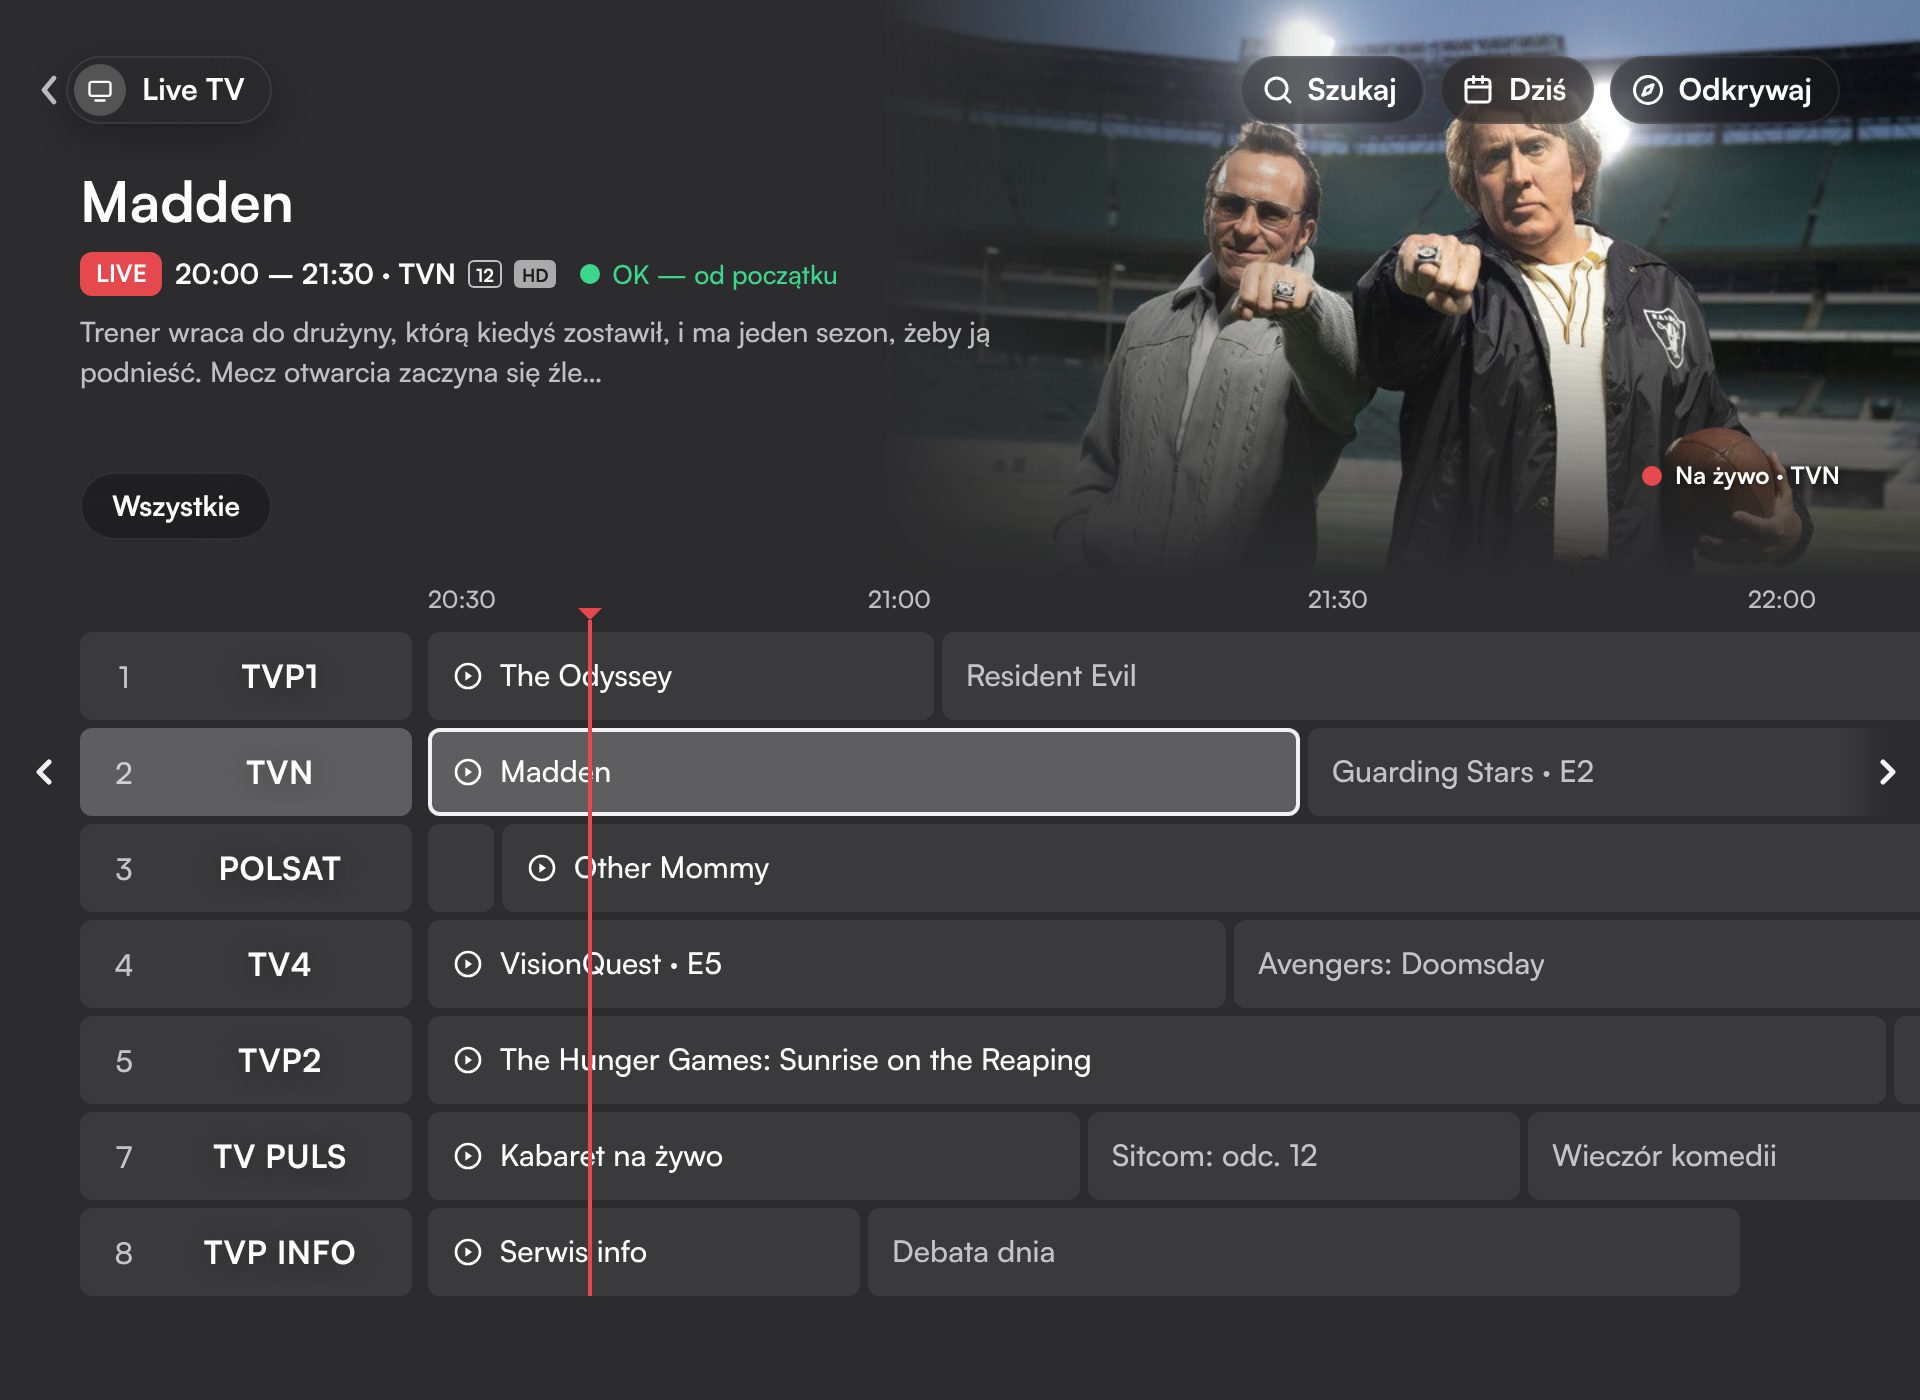 Live TV
Szukaj
Dziś
Odkrywaj
Madden
LIVE 20:00 — 21:30 • TVN 12 HD OK — od początku
Trener wraca do drużyny, którą kiedyś zostawił, i ma jeden sezon, żeby ją
podnieść. Mecz otwarcia zaczyna się źle...
RAIDERS
Na żywo • TVN
Wszystkie
20:30 21:00 21:30 22:00
1 TVP1 The Odyssey Resident Evil
2 TVN Madden Guarding Stars • E2
3 POLSAT Other Mommy
4 TV4 VisionQuest • E5 Avengers: Doomsday
5 TVP2 The Hunger Games: Sunrise on the Reaping
7 TV PULS Kabaret na żywo Sitcom: odc. 12 Wieczór komedii
8 TVP INFO Serwis info Debata dnia